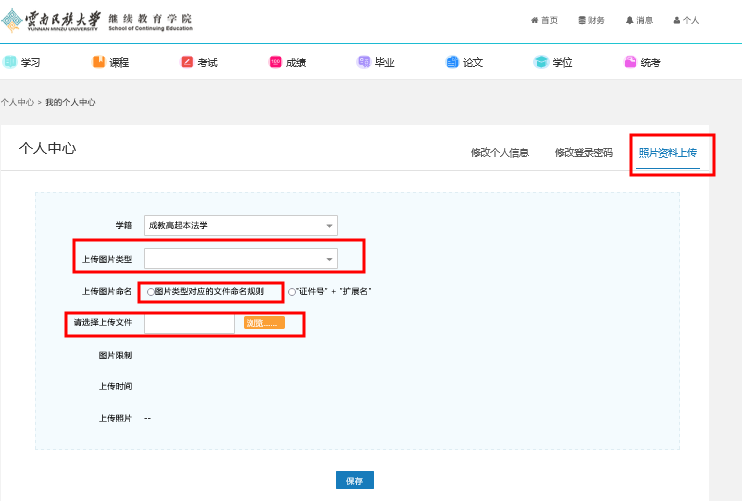 雲南民族大學 继续教育学院
YUNNAN MINZU UNIVERSITY School of Continuing Education
首页 财务 消息 个人
学习 课程 考试 成绩 毕业 论文 学位 统考
个人中心 > 我的个人中心
个人中心
修改个人信息 修改登录密码 照片资料上传
学籍 成教高起本法学
上传图片类型
上传图片命名 图片类型对应的文件命名规则 "证件号" + "扩展名"
请选择上传文件 浏览......
图片限制
上传时间
上传照片 --
保存